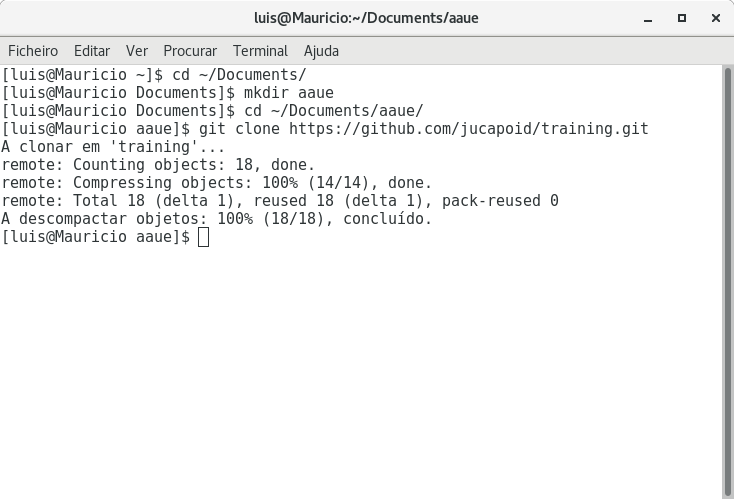 luis@Mauricio:~/Documents/aaue
Ficheiro Editar Ver Procurar Terminal Ajuda
[luis@Mauricio ~]$ cd ~/Documents/
[luis@Mauricio Documents]$ mkdir aaue
[luis@Mauricio Documents]$ cd ~/Documents/aaue/
[luis@Mauricio aaue]$ git clone https://github.com/jucapoid/training.git
A clonar em 'training'...
remote: Counting objects: 18, done.
remote: Compressing objects: 100% (14/14), done.
remote: Total 18 (delta 1), reused 18 (delta 1), pack-reused 0
A descompactar objetos: 100% (18/18), concluído.
[luis@Mauricio aaue]$